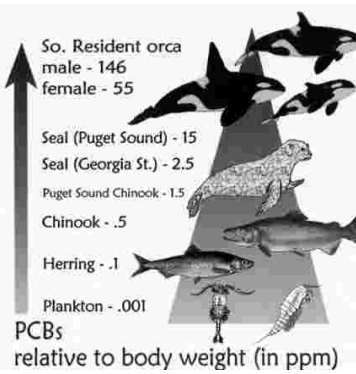 So. Resident orca
male - 146
female - 55
Seal (Puget Sound) - 15
Seal (Georgia St.) - 2.5
Puget Sound Chinook - 1.5
Chinook - .5
Herring - .1
Plankton - .001
PCBs
relative to body weight (in ppm)